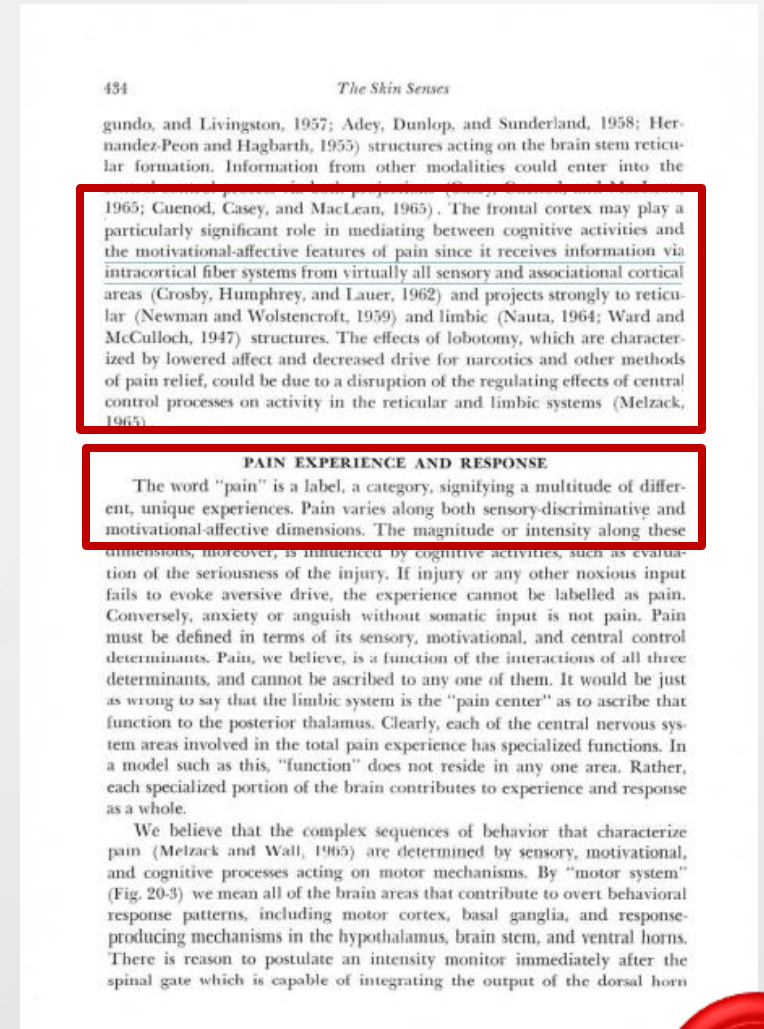 434
The Skin Senses
gundo, and Livingston, 1957; Adey, Dunlop, and Sunderland, 1958; Her-
nandez-Peon and Hagbarth, 1955) structures acting on the brain stem reticu-
lar formation. Information from other modalities could enter into the
1965; Cuenod, Casey, and MacLean, 1965). The frontal cortex may play a
particularly significant role in mediating between cognitive activities and
the motivational-affective features of pain since it receives information via
intracortical fiber systems from virtually all sensory and associational cortical
areas (Crosby, Humphrey, and Lauer, 1962) and projects strongly to reticu-
lar (Newman and Wolstencroft, 1959) and limbic (Nauta, 1964; Ward and
McCulloch, 1947) structures. The effects of lobotomy, which are character-
ized by lowered affect and decreased drive for narcotics and other methods
of pain relief, could be due to a disruption of the regulating effects of central
control processes on activity in the reticular and limbic systems (Melzack,
1965).
PAIN EXPERIENCE AND RESPONSE
The word "pain" is a label, a category, signifying a multitude of differ-
ent, unique experiences. Pain varies along both sensory-discriminative and
motivational-affective dimensions. The magnitude or intensity along these
dimensions, moreover, is influenced by cognitive activities, such as evalua-
tion of the seriousness of the injury. If injury or any other noxious input
fails to evoke aversive drive, the experience cannot be labelled as pain.
Conversely, anxiety or anguish without somatic input is not pain. Pain
must be defined in terms of its sensory, motivational, and central control
determinants. Pain, we believe, is a function of the interactions of all three
determinants, and cannot be ascribed to any one of them. It would be just
as wrong to say that the limbic system is the "pain center" as to ascribe that
function to the posterior thalamus. Clearly, each of the central nervous sys-
tem areas involved in the total pain experience has specialized functions. In
a model such as this, "function" does not reside in any one area. Rather,
each specialized portion of the brain contributes to experience and response
as a whole.
We believe that the complex sequences of behavior that characterize
pain (Melzack and Wall, 1965) are determined by sensory, motivational,
and cognitive processes acting on motor mechanisms. By "motor system"
(Fig. 20-3) we mean all of the brain areas that contribute to overt behavioral
response patterns, including motor cortex, basal ganglia, and response-
producing mechanisms in the hypothalamus, brain stem, and ventral horns.
There is reason to postulate an intensity monitor immediately after the
spinal gate which is capable of integrating the output of the dorsal horn